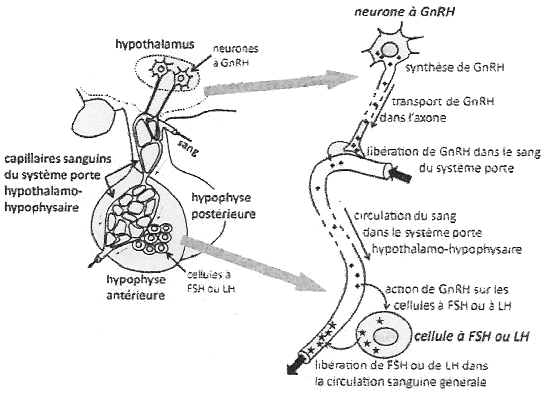 hypothalamus
neurones
à GnRH
sang
capillaires sanguins
du système porte
hypothalamo-
hypophysaire
hypophyse
postérieure
cellules à
FSH ou LH
hypophyse
antérieure
neurone à GnRH
synthèse de GnRH
transport de GnRH
dans l'axone
libération de GnRH dans le sang
du système porte
circulation du sang
dans le système porte
hypothalamo-hypophysaire
action de GnRH sur les
cellules à FSH ou à LH
cellule à FSH ou LH
libération de FSH ou de LH dans
la circulation sanguine générale